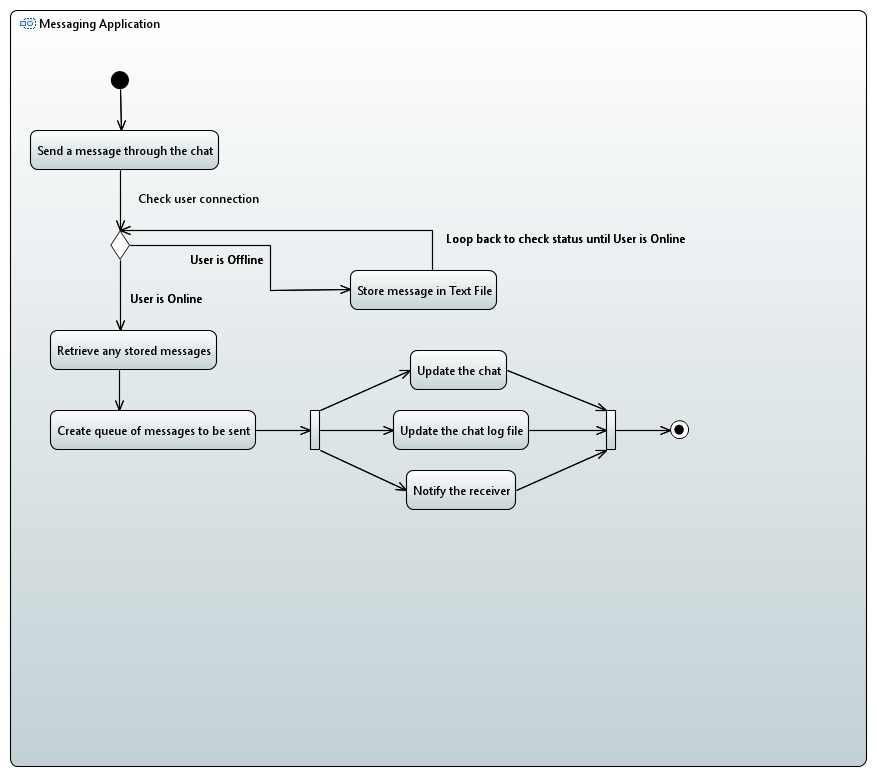 Messaging Application
Send a message through the chat
Check user connection
Loop back to check status until User is Online
User is Offline
Store message in Text File
User is Online
Retrieve any stored messages
Update the chat
Create queue of messages to be sent
Update the chat log file
Notify the receiver